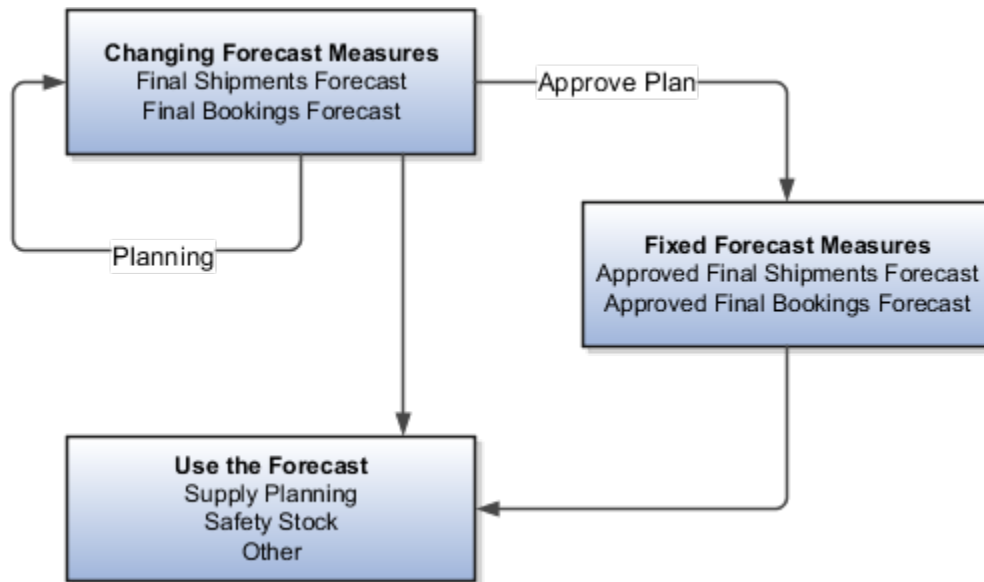 Changing Forecast Measures
Final Shipments Forecast
Final Bookings Forecast
Approve Plan
Planning
Fixed Forecast Measures
Approved Final Shipments Forecast
Approved Final Bookings Forecast
Use the Forecast
Supply Planning
Safety Stock
Other